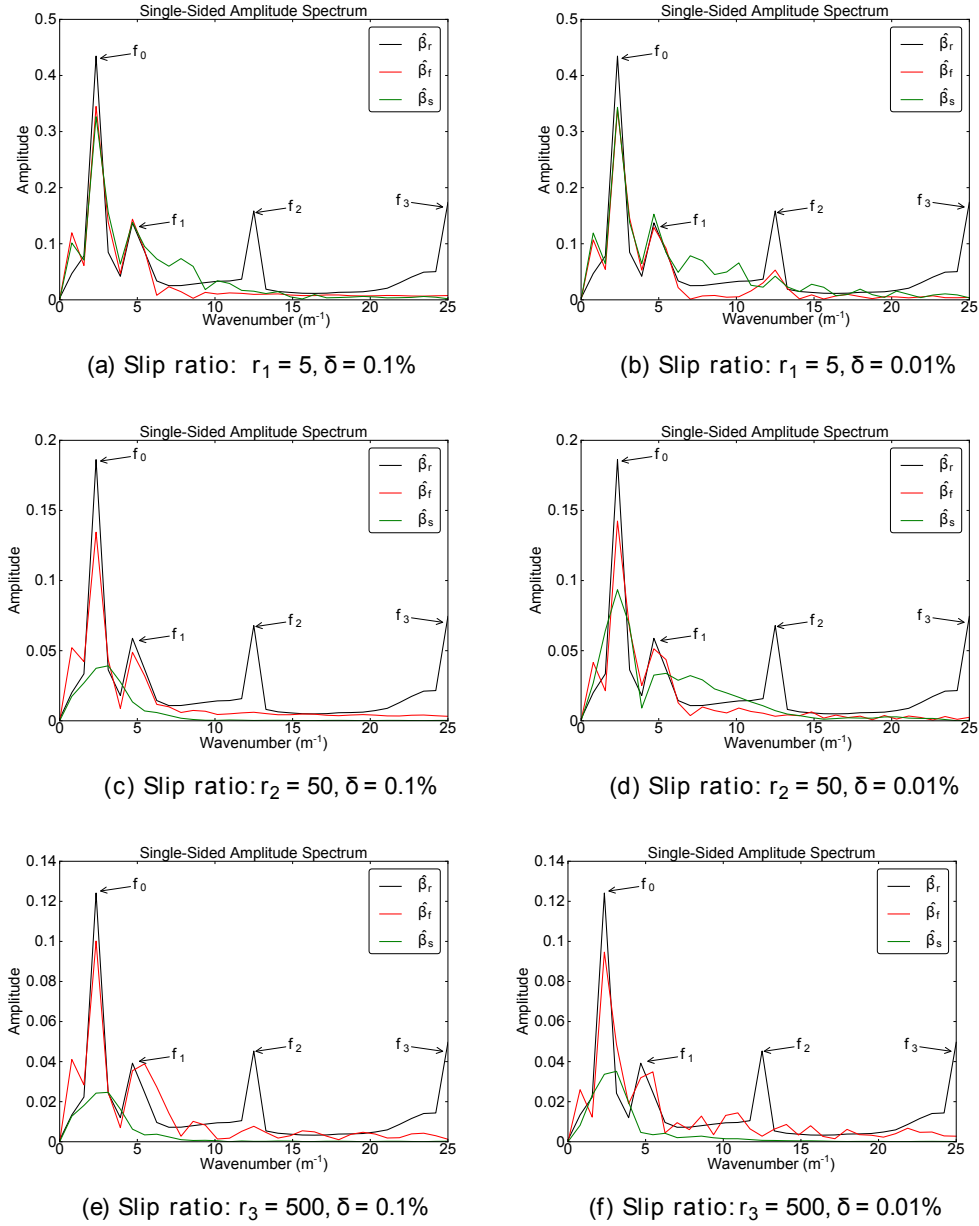 Single-Sided Amplitude Spectrum
0.5
0.4
0.3
0.2
0.1
0
Amplitude
f₀
f₁
f₂
f₃
β̂ᵣ
β̂f
β̂ₛ
0 5 10 15 20 25
Wavenumber (m⁻¹)
(a) Slip ratio: r₁ = 5, δ = 0.1%
Single-Sided Amplitude Spectrum
0.5
0.4
0.3
0.2
0.1
0
Amplitude
f₀
f₁
f₂
f₃
β̂ᵣ
β̂f
β̂ₛ
0 5 10 15 20 25
Wavenumber (m⁻¹)
(b) Slip ratio: r₁ = 5, δ = 0.01%
Single-Sided Amplitude Spectrum
0.2
0.15
0.1
0.05
0
Amplitude
f₀
f₁
f₂
f₃
β̂ᵣ
β̂f
β̂ₛ
0 5 10 15 20 25
Wavenumber (m⁻¹)
(c) Slip ratio: r₂ = 50, δ = 0.1%
Single-Sided Amplitude Spectrum
0.2
0.15
0.1
0.05
0
Amplitude
f₀
f₁
f₂
f₃
β̂ᵣ
β̂f
β̂ₛ
0 5 10 15 20 25
Wavenumber (m⁻¹)
(d) Slip ratio: r₂ = 50, δ = 0.01%
Single-Sided Amplitude Spectrum
0.14
0.12
0.1
0.08
0.06
0.04
0.02
0
Amplitude
f₀
f₁
f₂
f₃
β̂ᵣ
β̂f
β̂ₛ
0 5 10 15 20 25
Wavenumber (m⁻¹)
(e) Slip ratio: r₃ = 500, δ = 0.1%
Single-Sided Amplitude Spectrum
0.14
0.12
0.1
0.08
0.06
0.04
0.02
0
Amplitude
f₀
f₁
f₂
f₃
β̂ᵣ
β̂f
β̂ₛ
0 5 10 15 20 25
Wavenumber (m⁻¹)
(f) Slip ratio: r₃ = 500, δ = 0.01%